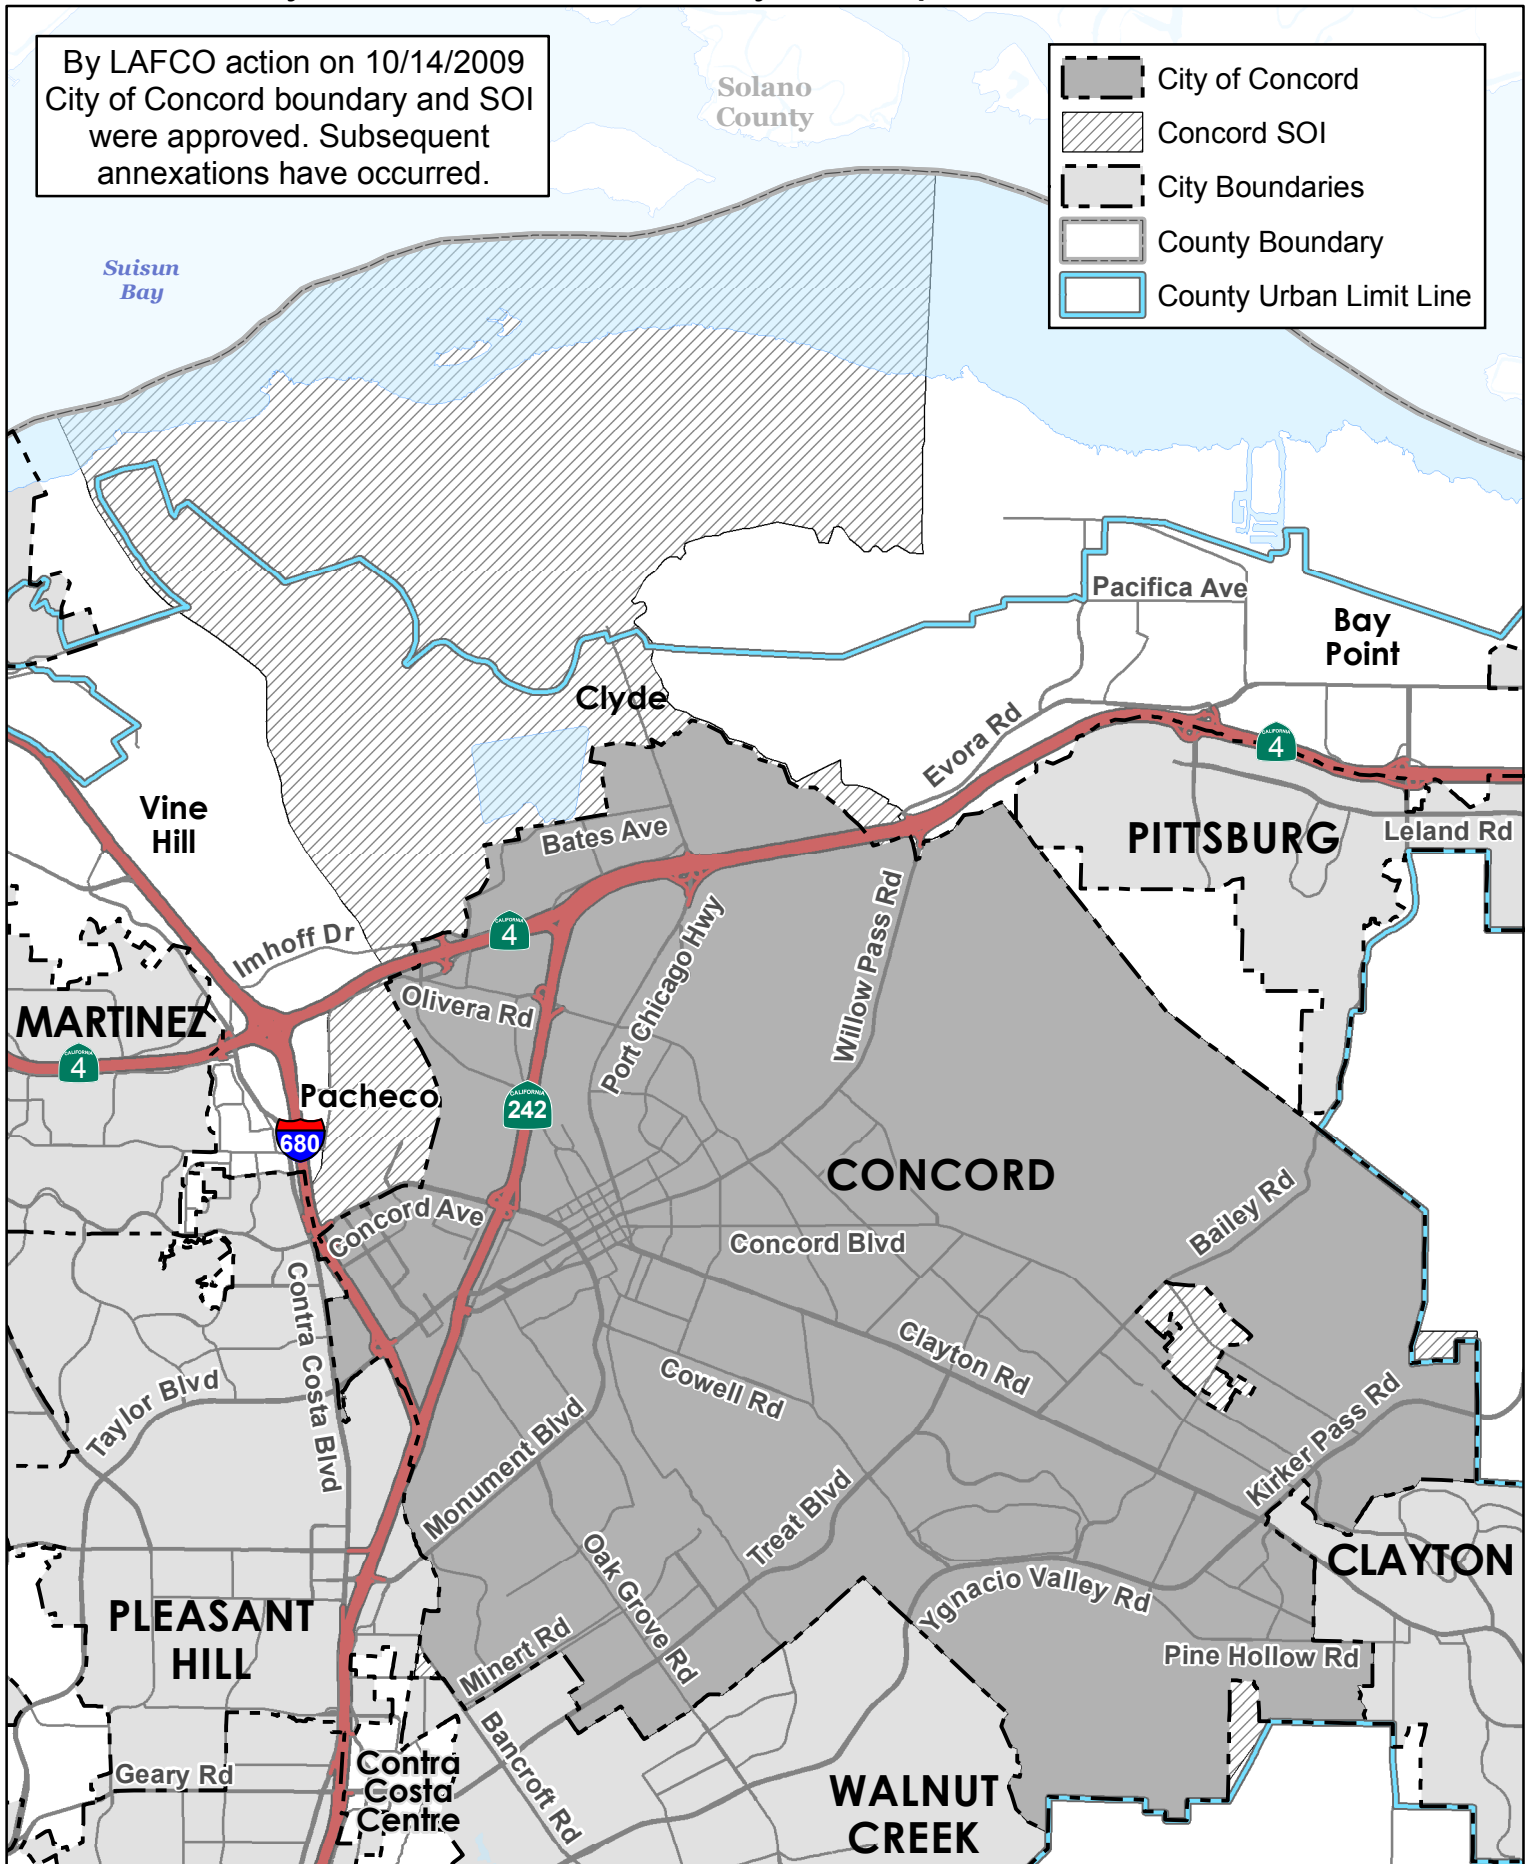 By LAFCO action on 10/14/2009
City of Concord boundary and SOI
were approved. Subsequent
annexations have occurred.
Solano
County
City of Concord
Concord SOI
City Boundaries
County Boundary
County Urban Limit Line
Suisun
Bay
Pacifica Ave
Bay
Point
Clyde
Evora Rd
CALIFORNIA
4
Vine
Hill
Bates Ave
PITTSBURG
Leland Rd
CALIFORNIA
4
Imhoff Dr
Willow Pass Rd
Port Chicago Hwy
Olivera Rd
MARTINEZ
CALIFORNIA
4
Pacheco
CALIFORNIA
242
680
CONCORD
Bailey Rd
Concord Ave
Concord Blvd
Contra Costa Blvd
Clayton Rd
Taylor Blvd
Cowell Rd
Kirker Pass Rd
Monument Blvd
Treat Blvd
Oak Grove Rd
CLAYTON
Ygnacio Valley Rd
PLEASANT
HILL
Minert Rd
Pine Hollow Rd
Bancroft Rd
Geary Rd
Contra
Costa
Centre
WALNUT
CREEK